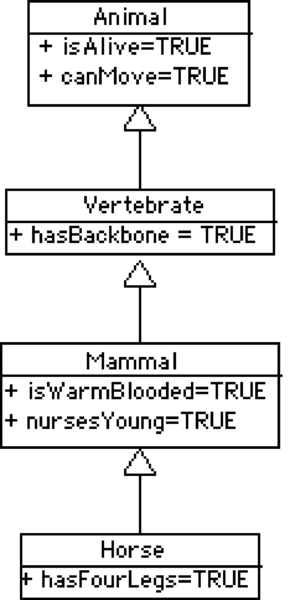 Animal
+ isAlive=TRUE
+ canMove=TRUE
Vertebrate
+ hasBackbone = TRUE
Mammal
+ isWarmBlooded=TRUE
+ nursesYoung=TRUE
Horse
+ hasFourLegs=TRUE